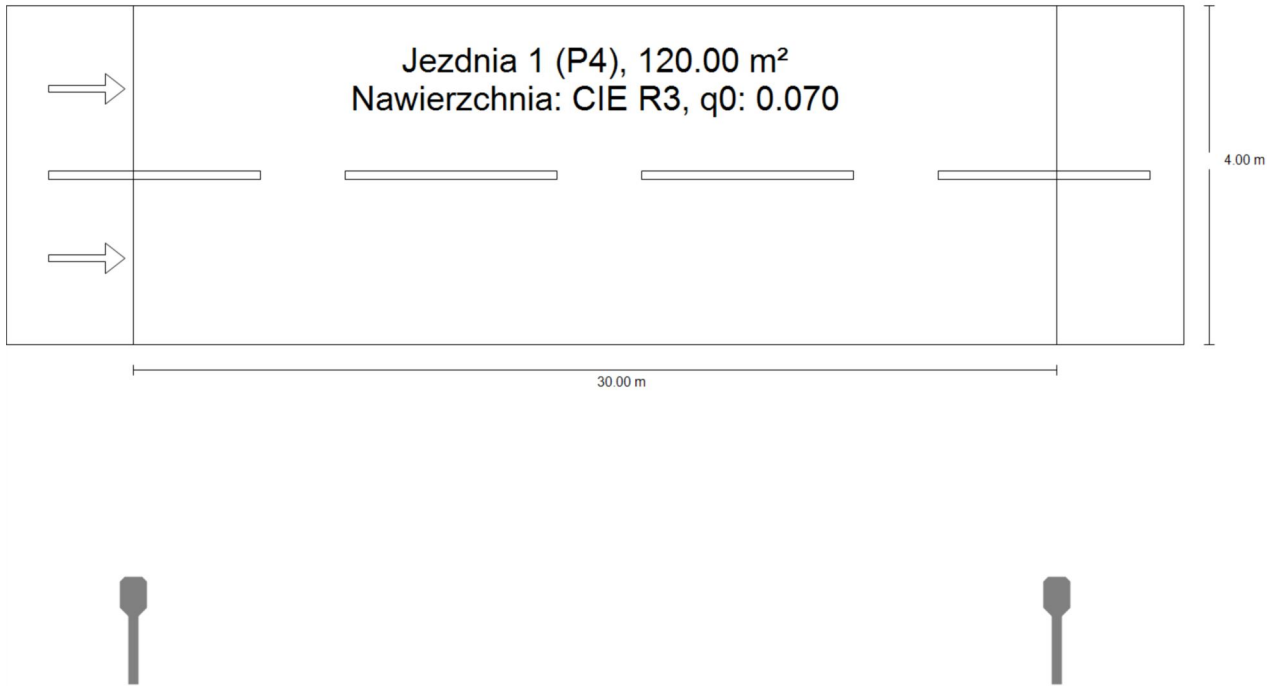 Jezdnia 1 (P4), 120.00 m²
Nawierzchnia: CIE R3, q0: 0.070
4.00 m
30.00 m